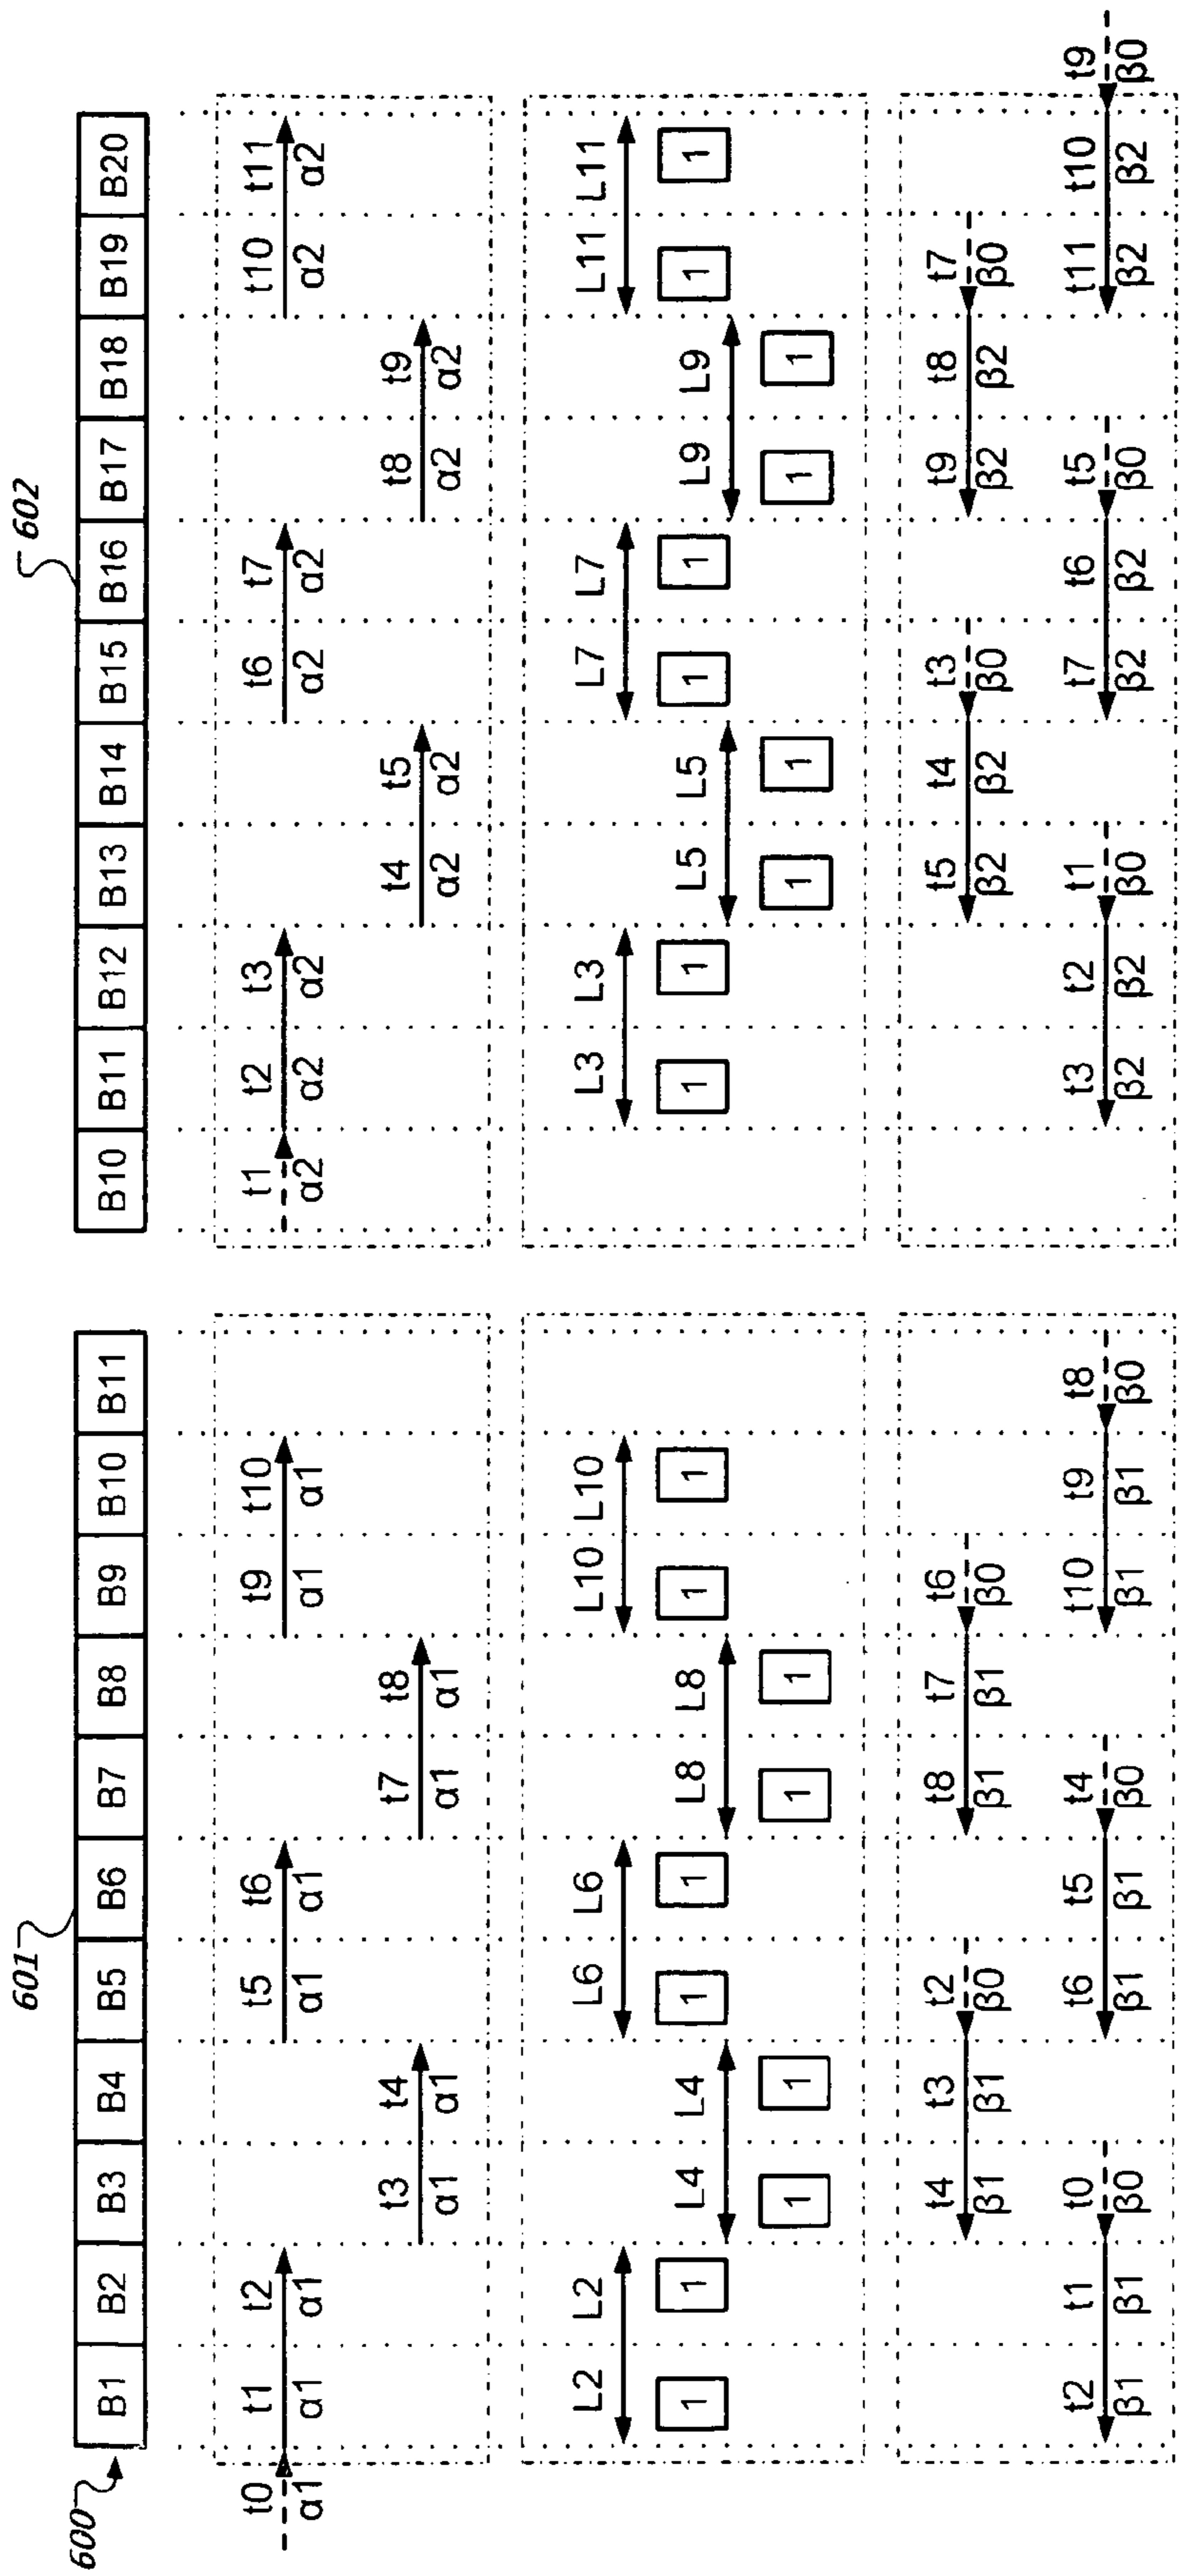 600
601
602
B1 B2 B3 B4 B5 B6 B7 B8 B9 B10 B11
B10 B11 B12 B13 B14 B15 B16 B17 B18 B19 B20
t0 t1 t2 t5 t6 t9 t10
α1 α1 α1 α1 α1 α1 α1
t3 t4 t7 t8
α1 α1 α1 α1
t1 t2 t3 t6 t7 t10 t11
α2 α2 α2 α2 α2 α2 α2
t4 t5 t8 t9
α2 α2 α2 α2
L2 L2 L6 L6 L10 L10
1 1 1 1 1 1
L4 L4 L8 L8
1 1 1 1
L3 L3 L7 L7 L11 L11
1 1 1 1 1 1
L5 L5 L9 L9
1 1 1 1
t4 t3 t2 t8 t7 t6
β1 β1 β0 β1 β1 β0
t2 t1 t0 t6 t5 t4 t10 t9 t8
β1 β1 β0 β1 β1 β0 β1 β1 β0
t5 t4 t3 t9 t8 t7
β2 β2 β0 β2 β2 β0
t3 t2 t1 t7 t6 t5 t11 t10 t9
β2 β2 β0 β2 β2 β0 β2 β2 β0